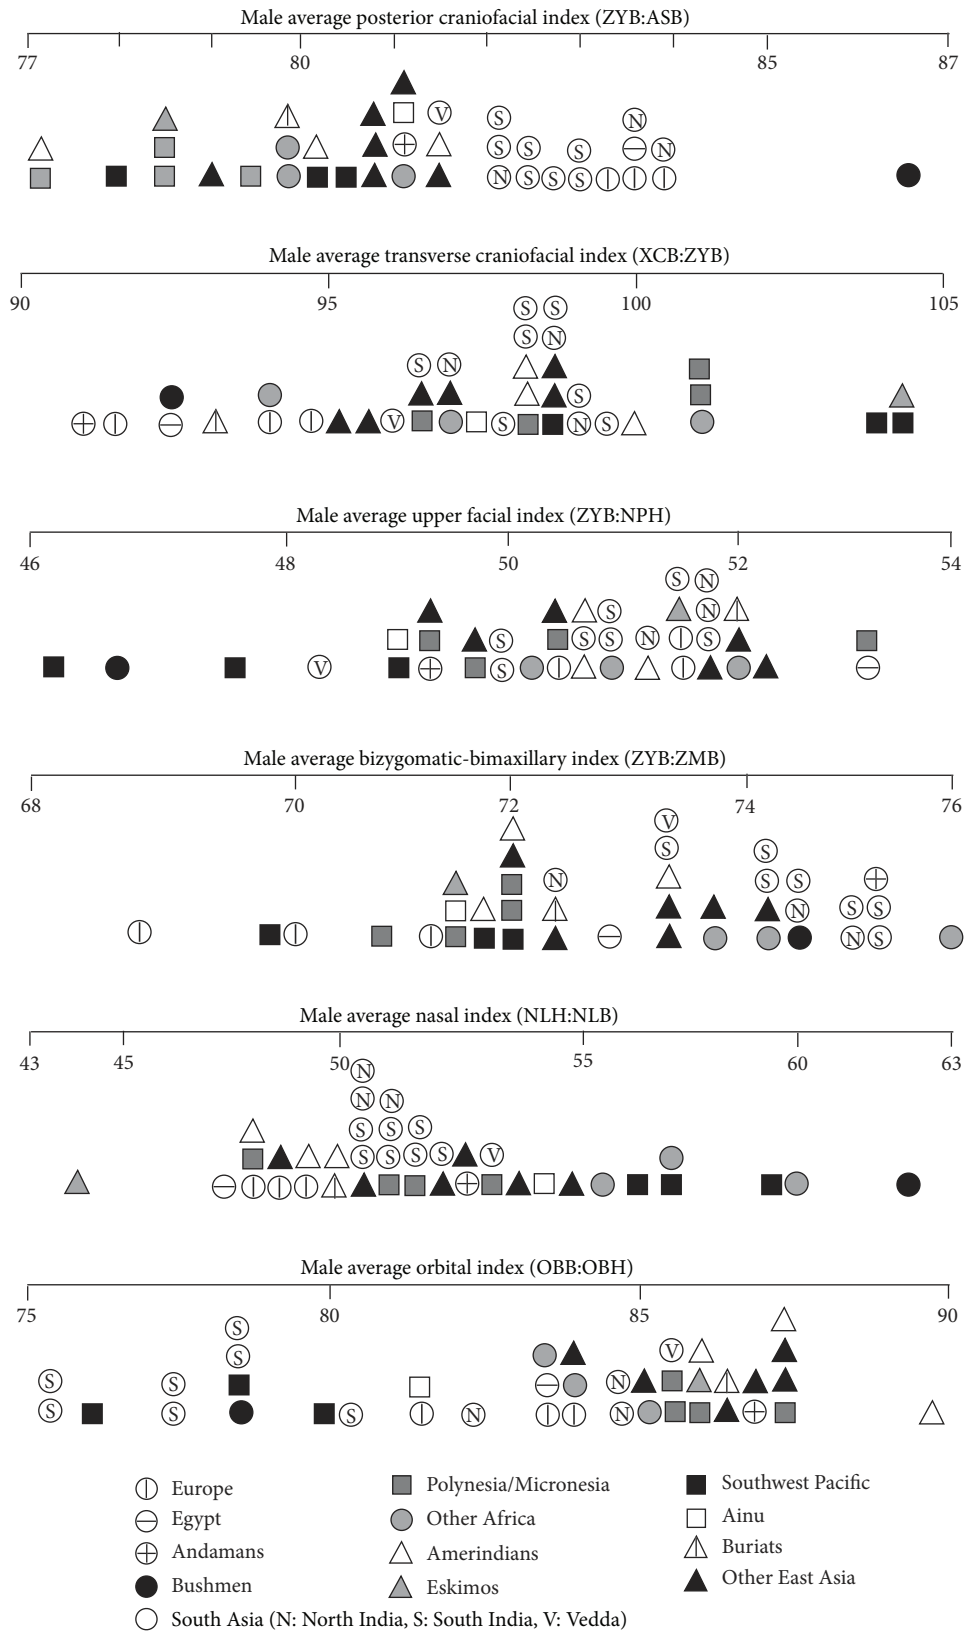 Male average posterior craniofacial index (ZYB:ASB)
77 80 85 87
V S N
S S S N
N S S S
Male average transverse craniofacial index (XCB:ZYB)
90 95 100 105
S S
S N
S N
S
V S N S
Male average upper facial index (ZYB:NPH)
46 48 50 52 54
S N
S N
S S S N S
V S
Male average bizygomatic-bimaxillary index (ZYB:ZMB)
68 70 72 74 76
V
S S
N S S
N S S
N S
Male average nasal index (NLH:NLB)
43 45 50 55 60 63
N
N N
S S S
S S S S V
Male average orbital index (OBB:OBH)
75 80 85 90
S
S V
S S N
S S S N N
Europe Polynesia/Micronesia Southwest Pacific
Egypt Other Africa Ainu
Andamans Amerindians Buriats
Bushmen Eskimos Other East Asia
South Asia (N: North India, S: South India, V: Vedda)